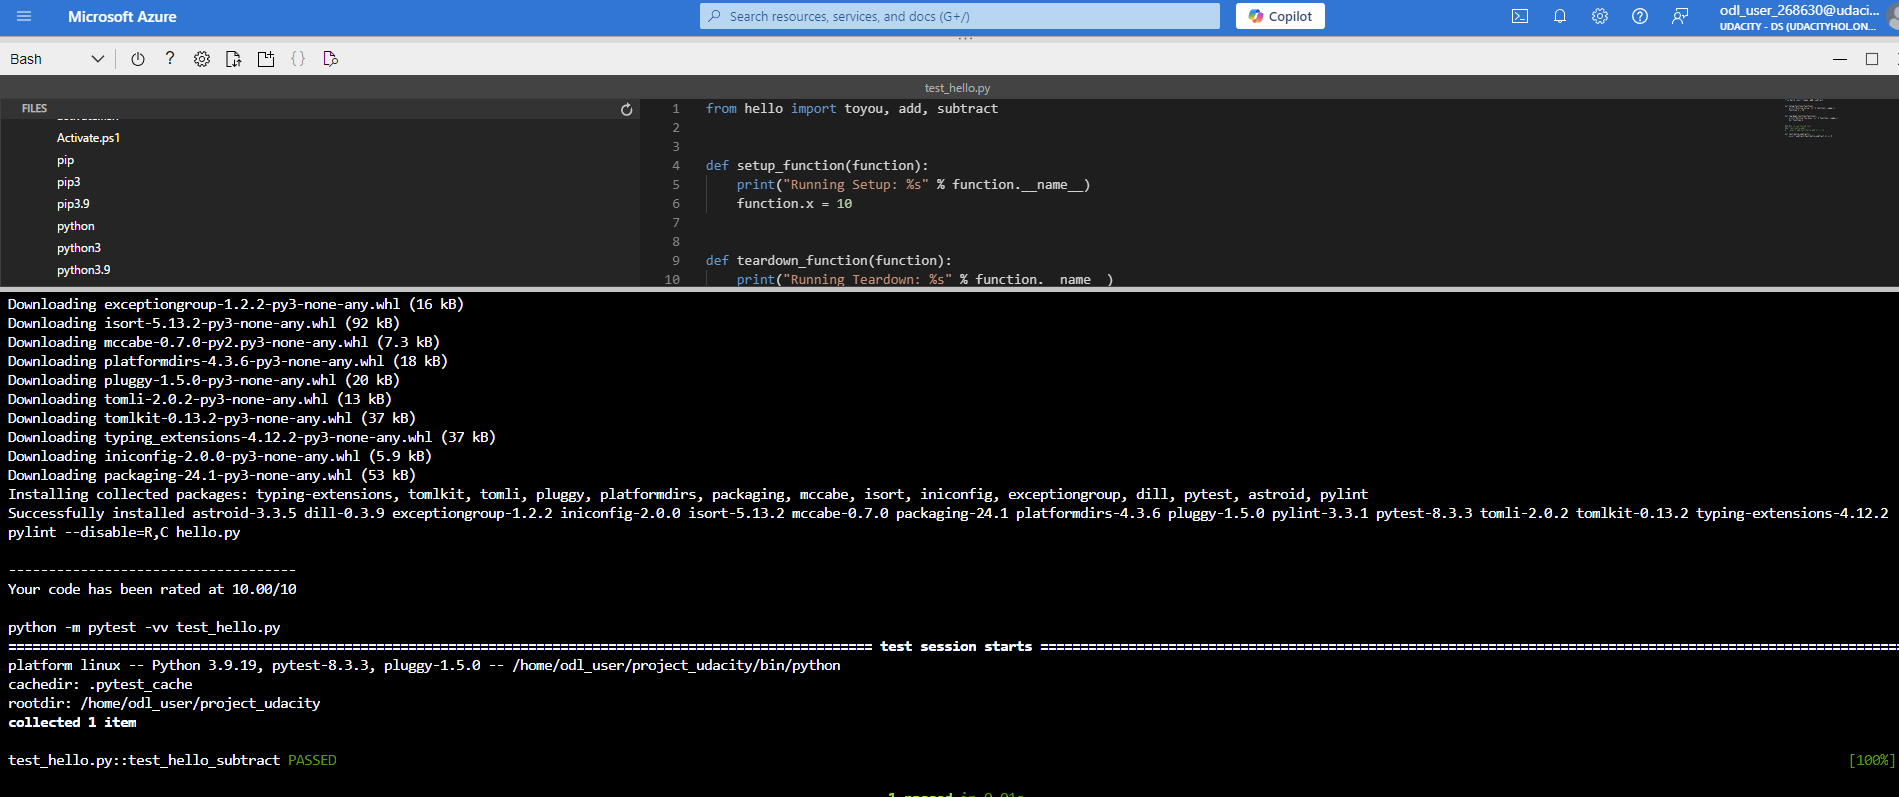 Microsoft Azure
Search resources, services, and docs (G+/)
Copilot
odl_user_268630@udaci...
UDACITY - DS (UDACITYHOL.ON...
Bash
test_hello.py
FILES
Activate.ps1
pip
pip3
pip3.9
python
python3
python3.9
1 from hello import toyou, add, subtract
2
3
4 def setup_function(function):
5 print("Running Setup: %s" % function.__name__)
6 function.x = 10
7
8
9 def teardown_function(function):
10 print("Running Teardown: %s" % function.__name__)
Downloading exceptiongroup-1.2.2-py3-none-any.whl (16 kB)
Downloading isort-5.13.2-py3-none-any.whl (92 kB)
Downloading mccabe-0.7.0-py2.py3-none-any.whl (7.3 kB)
Downloading platformdirs-4.3.6-py3-none-any.whl (18 kB)
Downloading pluggy-1.5.0-py3-none-any.whl (20 kB)
Downloading tomli-2.0.2-py3-none-any.whl (13 kB)
Downloading tomlkit-0.13.2-py3-none-any.whl (37 kB)
Downloading typing_extensions-4.12.2-py3-none-any.whl (37 kB)
Downloading iniconfig-2.0.0-py3-none-any.whl (5.9 kB)
Downloading packaging-24.1-py3-none-any.whl (53 kB)
Installing collected packages: typing-extensions, tomlkit, tomli, pluggy, platformdirs, packaging, mccabe, isort, iniconfig, exceptiongroup, dill, pytest, astroid, pylint
Successfully installed astroid-3.3.5 dill-0.3.9 exceptiongroup-1.2.2 iniconfig-2.0.0 isort-5.13.2 mccabe-0.7.0 packaging-24.1 platformdirs-4.3.6 pluggy-1.5.0 pylint-3.3.1 pytest-8.3.3 tomli-2.0.2 tomlkit-0.13.2 typing-extensions-4.12.2
pylint --disable=R,C hello.py
------------------------------------
Your code has been rated at 10.00/10
python -m pytest -vv test_hello.py
test session starts
platform linux -- Python 3.9.19, pytest-8.3.3, pluggy-1.5.0 -- /home/odl_user/project_udacity/bin/python
cachedir: .pytest_cache
rootdir: /home/odl_user/project_udacity
collected 1 item
test_hello.py::test_hello_subtract PASSED [100%]